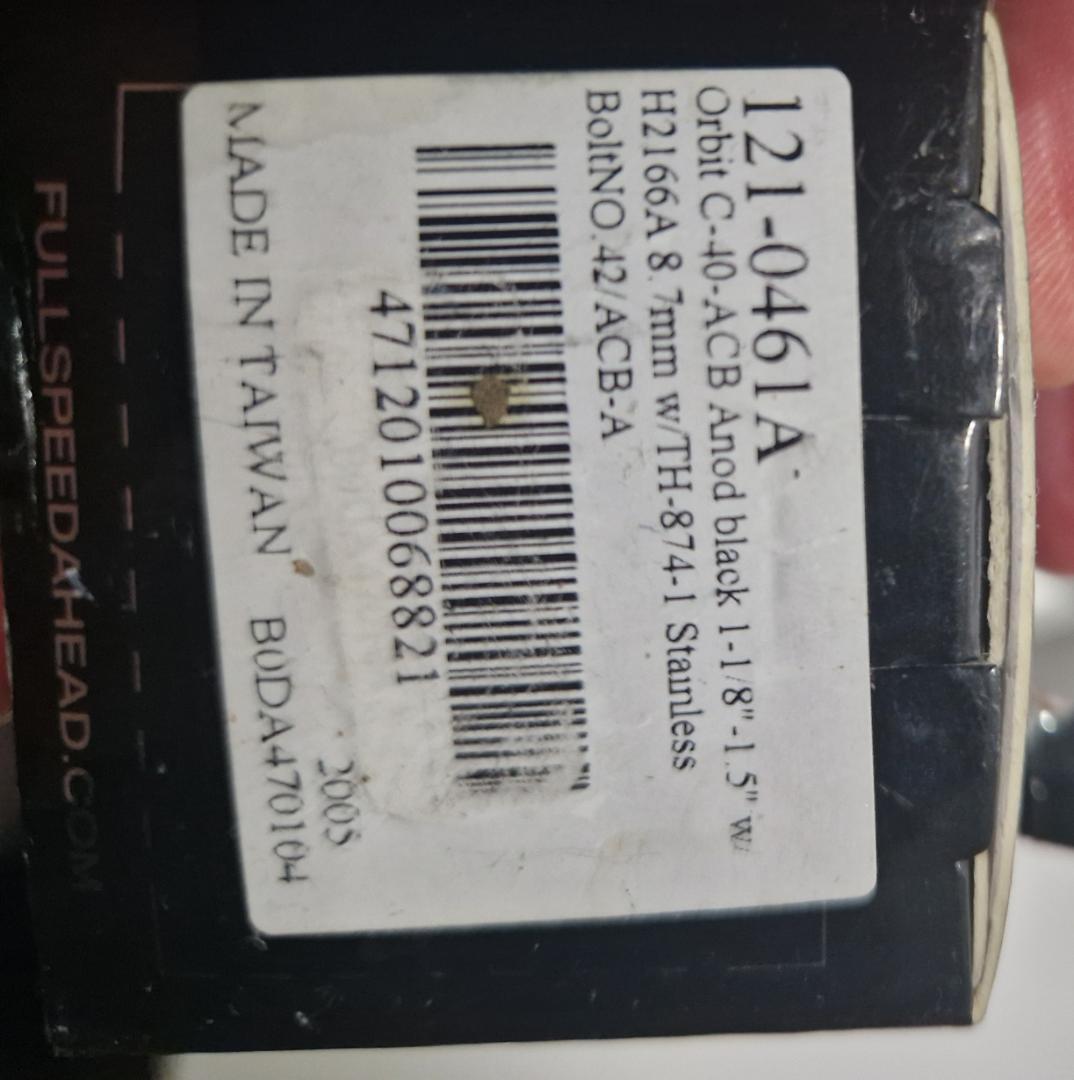 121-0461A
Orbit C-40-ACB Anod black 1-1/8"-1.5" w/
H2166A 8.7mm w/TH-874-1 Stainless
BoltNO.42/ACB-A
4712010068821
2005
MADE IN TAIWAN BODA470104
FULLSPEEDAHEAD.COM